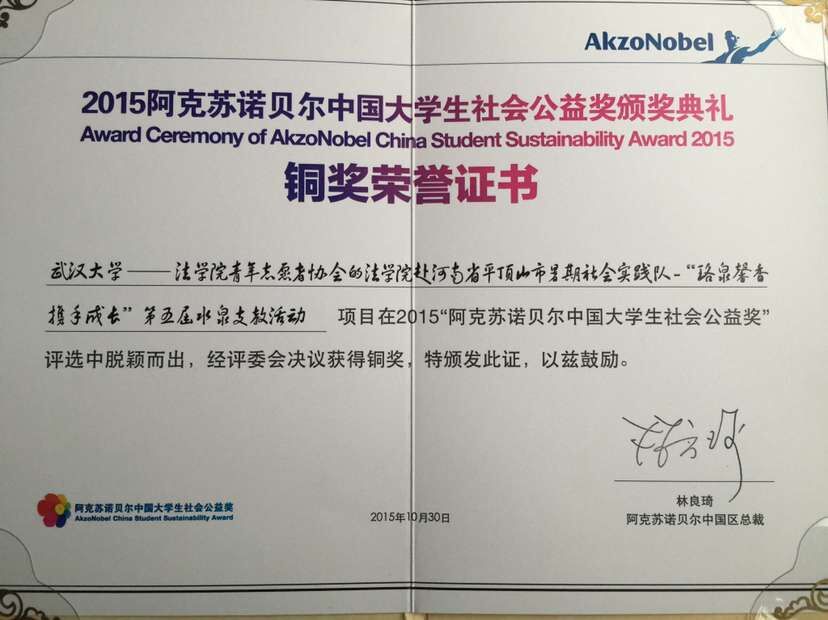 AkzoNobel
2015阿克苏诺贝尔中国大学生社会公益奖颁奖典礼
Award Ceremony of AkzoNobel China Student Sustainability Award 2015
铜奖荣誉证书
武汉大学——法学院青年志愿者协会的法学院赴河南省平顶山市暑期社会实践队-“珞泉馨香
携手成长”第五届水泉支教活动 项目在2015“阿克苏诺贝尔中国大学生社会公益奖”
评选中脱颖而出，经评委会决议获得铜奖，特颁发此证，以兹鼓励。
林良琦
阿克苏诺贝尔中国大学生社会公益奖
AkzoNobel China Student Sustainability Award
2015年10月30日
阿克苏诺贝尔中国区总裁